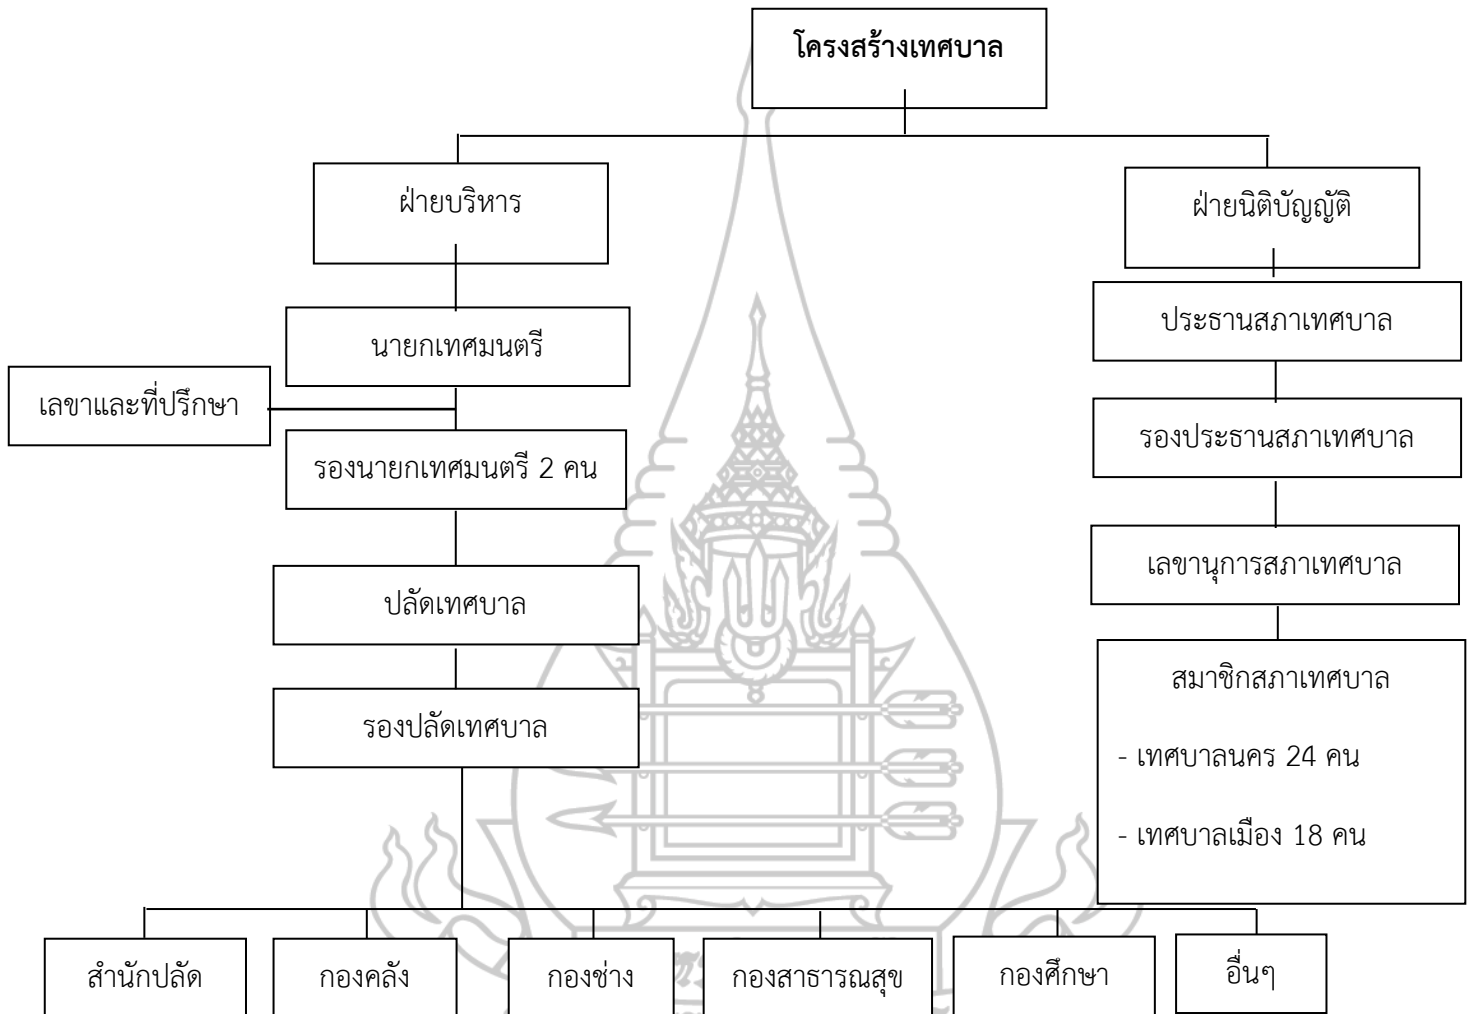 โครงสร้างเทศบาล
ฝ่ายบริหาร
ฝ่ายนิติบัญญัติ
นายกเทศมนตรี
ประธานสภาเทศบาล
เลขาและที่ปรึกษา
รองประธานสภาเทศบาล
รองนายกเทศมนตรี 2 คน
เลขานุการสภาเทศบาล
ปลัดเทศบาล
สมาชิกสภาเทศบาล
รองปลัดเทศบาล
- เทศบาลนคร 24 คน
- เทศบาลเมือง 18 คน
สำนักปลัด
กองคลัง
กองช่าง
กองสาธารณสุข
กองศึกษา
อื่นๆ